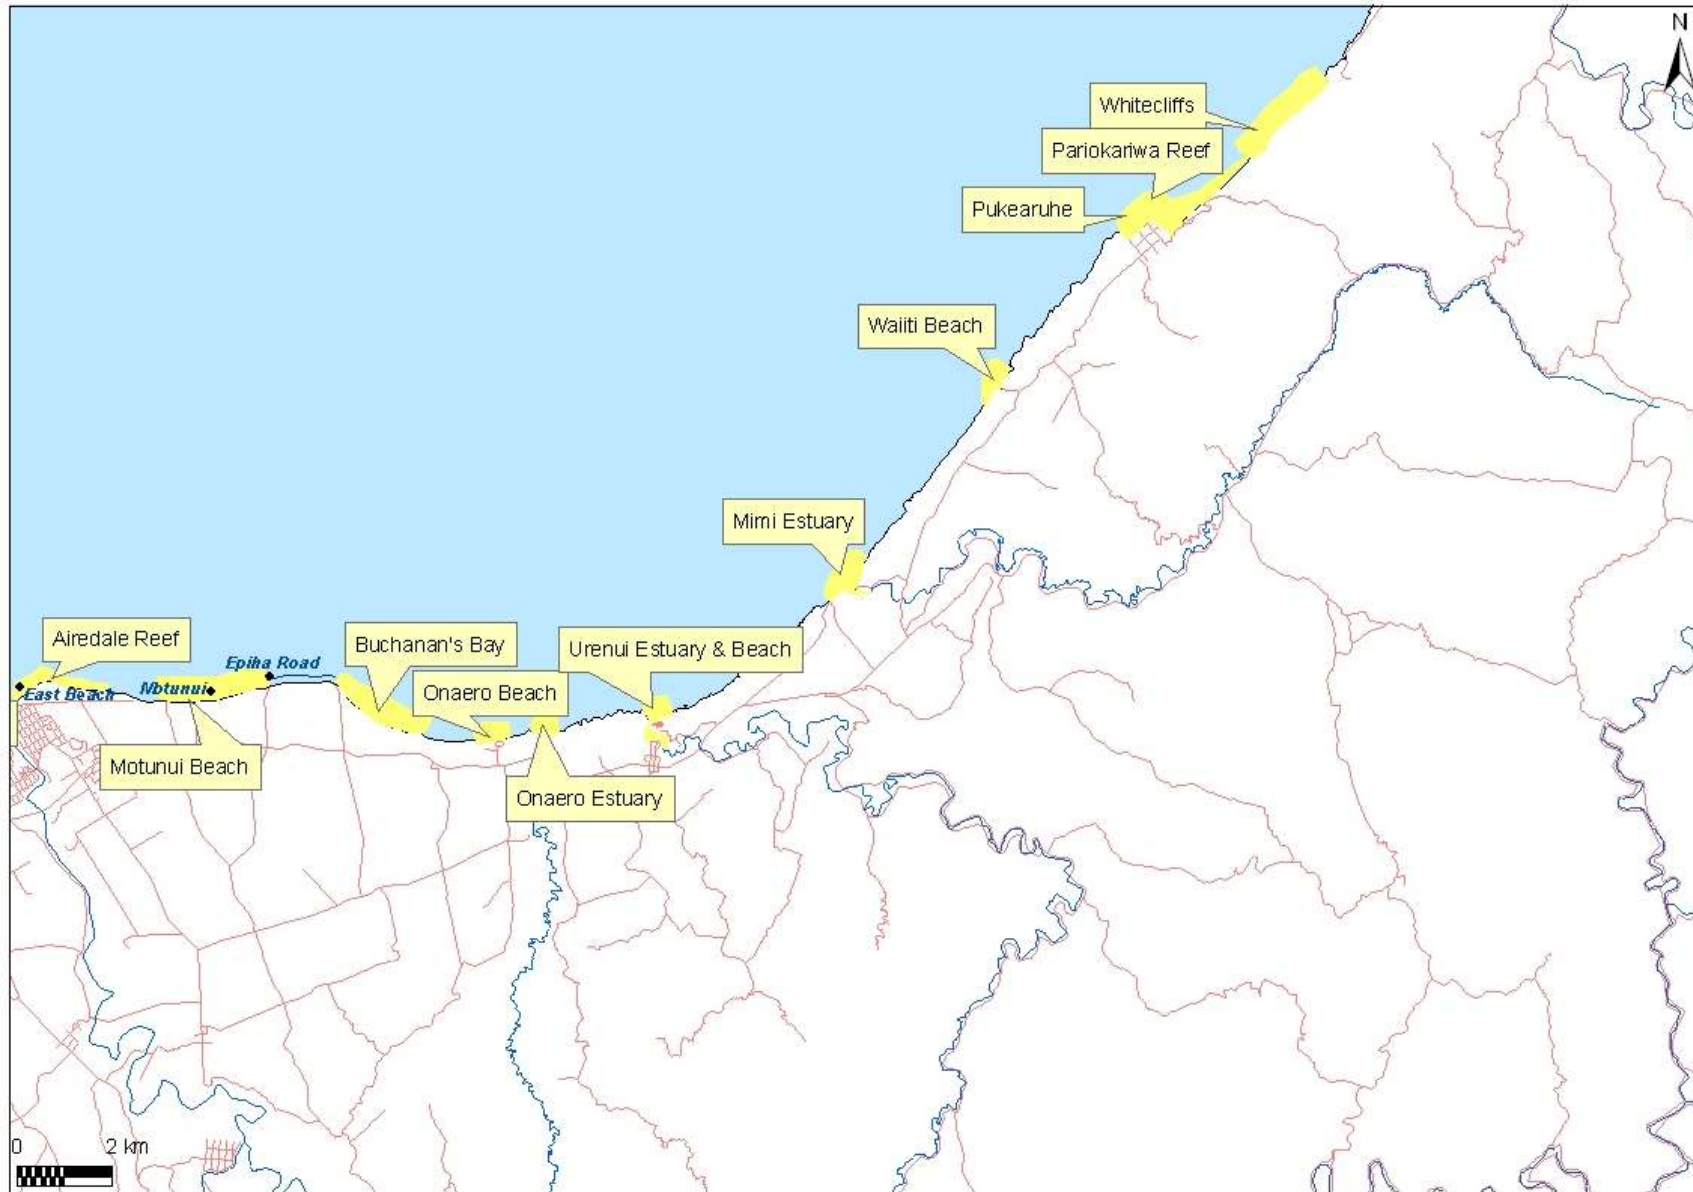 N
Whitecliffs
Pariokariwa Reef
Pukearuhe
Waiiti Beach
Mimi Estuary
Airedale Reef
Epiha Road
Buchanan's Bay
Urenui Estuary & Beach
East Beach
Motunui
Onaero Beach
Motunui Beach
Onaero Estuary
0 2 km